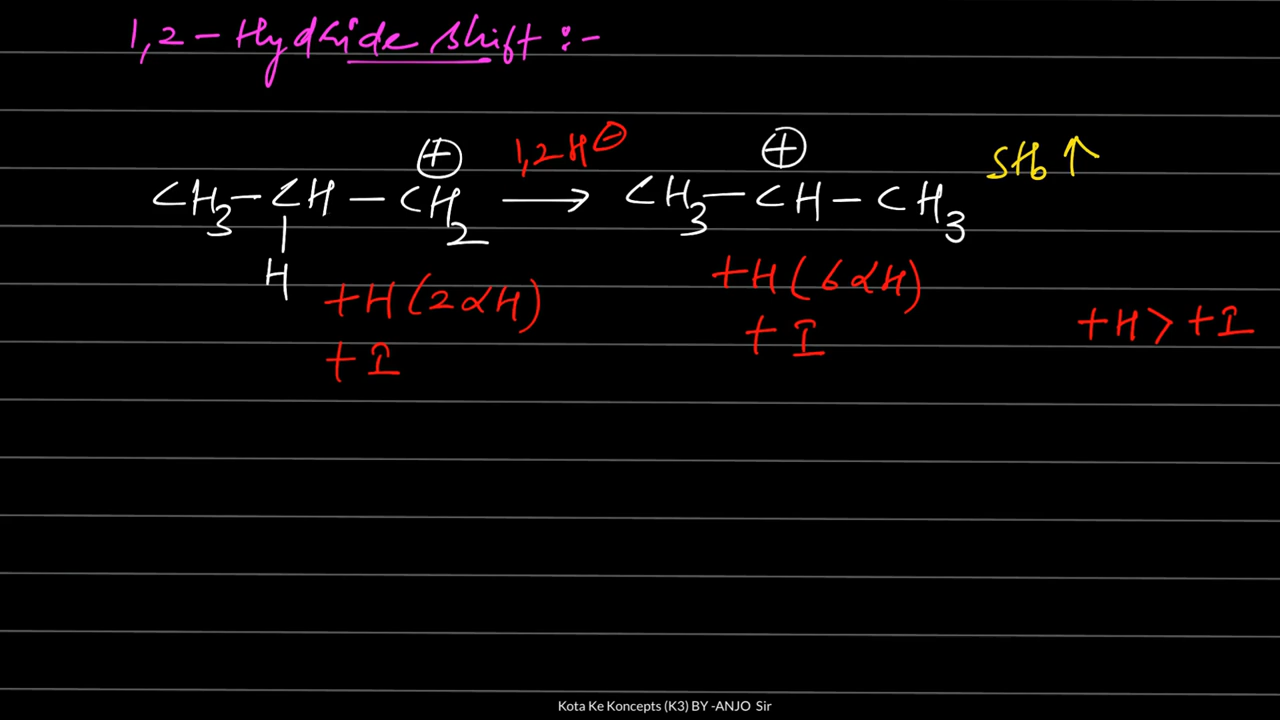 1,2 - Hydride shift :-
CH3 - CH - CH2 ⊕ 1,2 H⊖ → CH3 - CH ⊕ - CH3 Stb ↑
H
+H (2αH) +H (6αH)
+I +I +H > +I
Kota Ke Koncepts (K3) BY -ANJO Sir